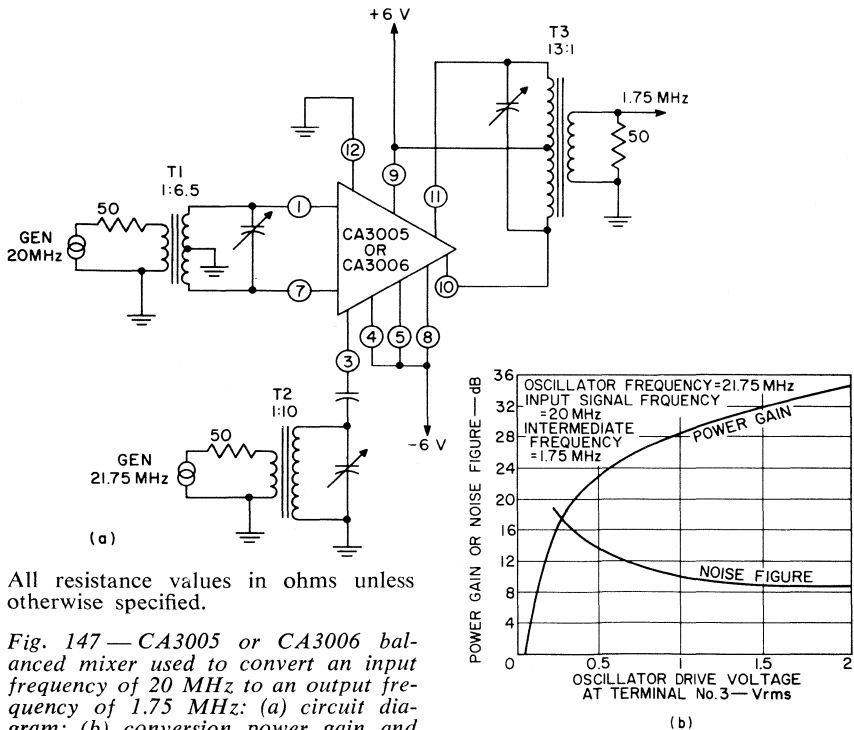 +6 V
T3
13:1
1.75 MHz
50
12
9
11
T1
1:6.5
50
GEN
20MHz
1
7
CA3005
OR
CA3006
10
3
4
5
8
T2
1:10
50
GEN
21.75 MHz
-6 V
(a)
All resistance values in ohms unless
otherwise specified.
Fig. 147 — CA3005 or CA3006 bal-
anced mixer used to convert an input
frequency of 20 MHz to an output fre-
quency of 1.75 MHz: (a) circuit dia-
gram; (b) conversion power gain and
POWER GAIN OR NOISE FIGURE — dB
36
32
28
24
20
16
12
8
4
0
OSCILLATOR FREQUENCY=21.75 MHz
INPUT SIGNAL FRQUENCY
=20 MHz
INTERMEDIATE
FREQUENCY
=1.75 MHz
POWER GAIN
NOISE FIGURE
0.5
1
1.5
2
OSCILLATOR DRIVE VOLTAGE
AT TERMINAL No.3—Vrms
(b)